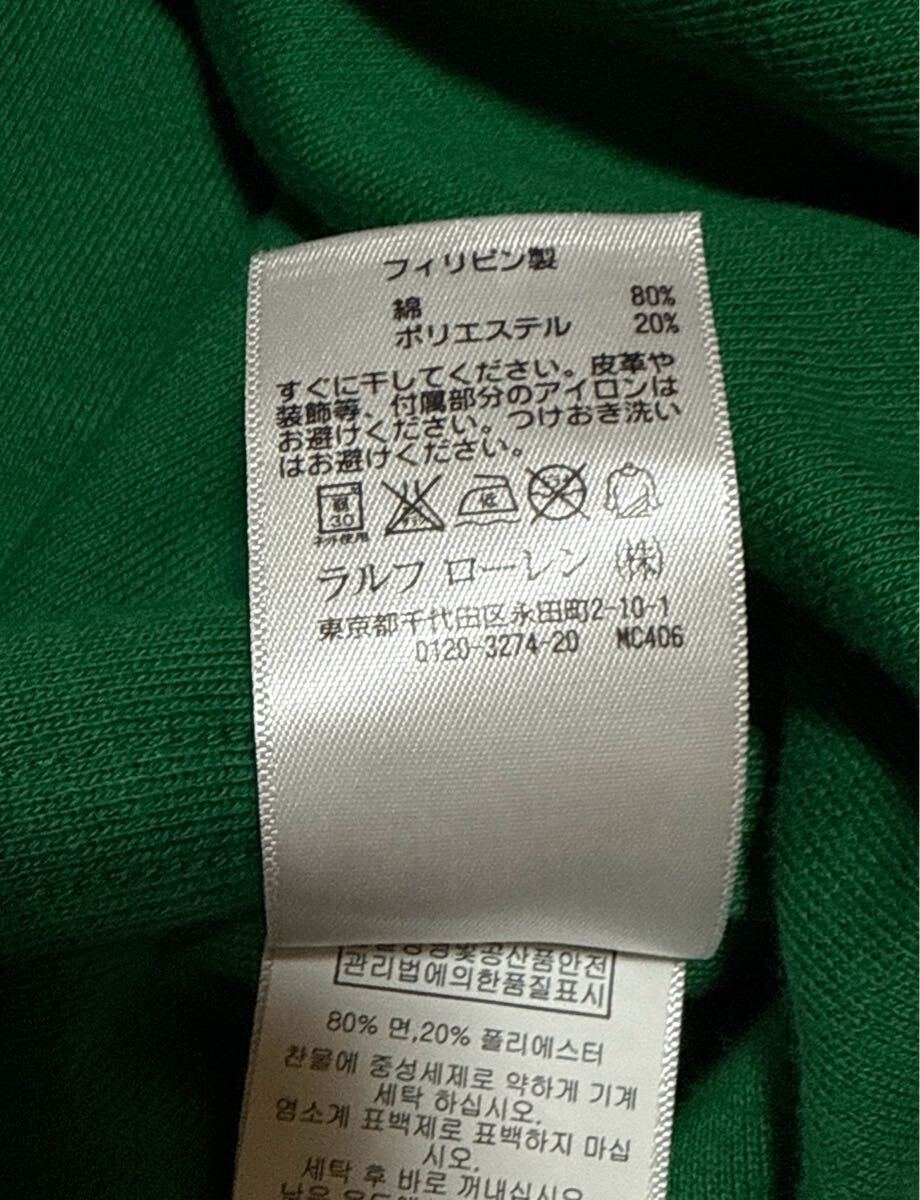 フィリピン製
綿 80%
ポリエステル 20%
すぐに干してください。皮革や
装飾等、付属部分のアイロンは
お避けください。つけおき洗い
はお避けください。
弱
30
ネット使用
低
ラルフ ローレン (株)
東京都千代田区永田町2-10-1
0120-3274-20 MC406
관리법에의한품질표시
80% 면,20% 폴리에스터
찬물에 중성세제로 약하게 기계
세탁 하십시오.
염소계 표백제로 표백하지 마십
시오.
세탁 후 바로 꺼내십시오